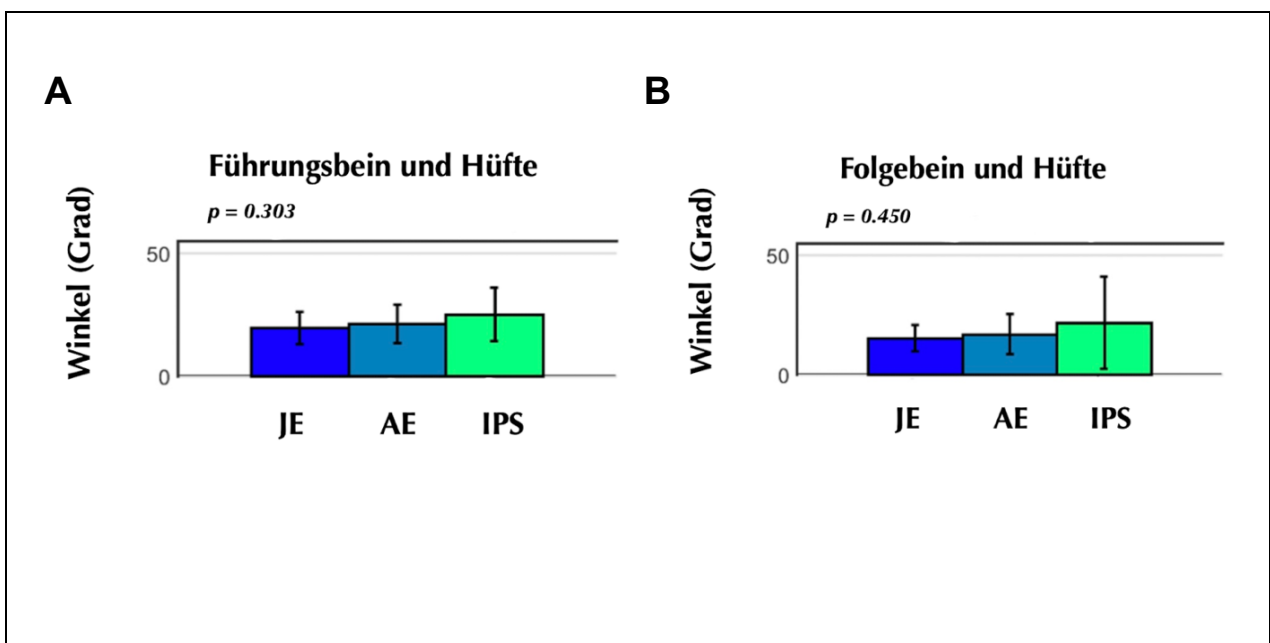 A
Führungsbein und Hüfte
p = 0.303
Winkel (Grad)
50
0
JE AE IPS
B
Folgebein und Hüfte
p = 0.450
Winkel (Grad)
50
0
JE AE IPS